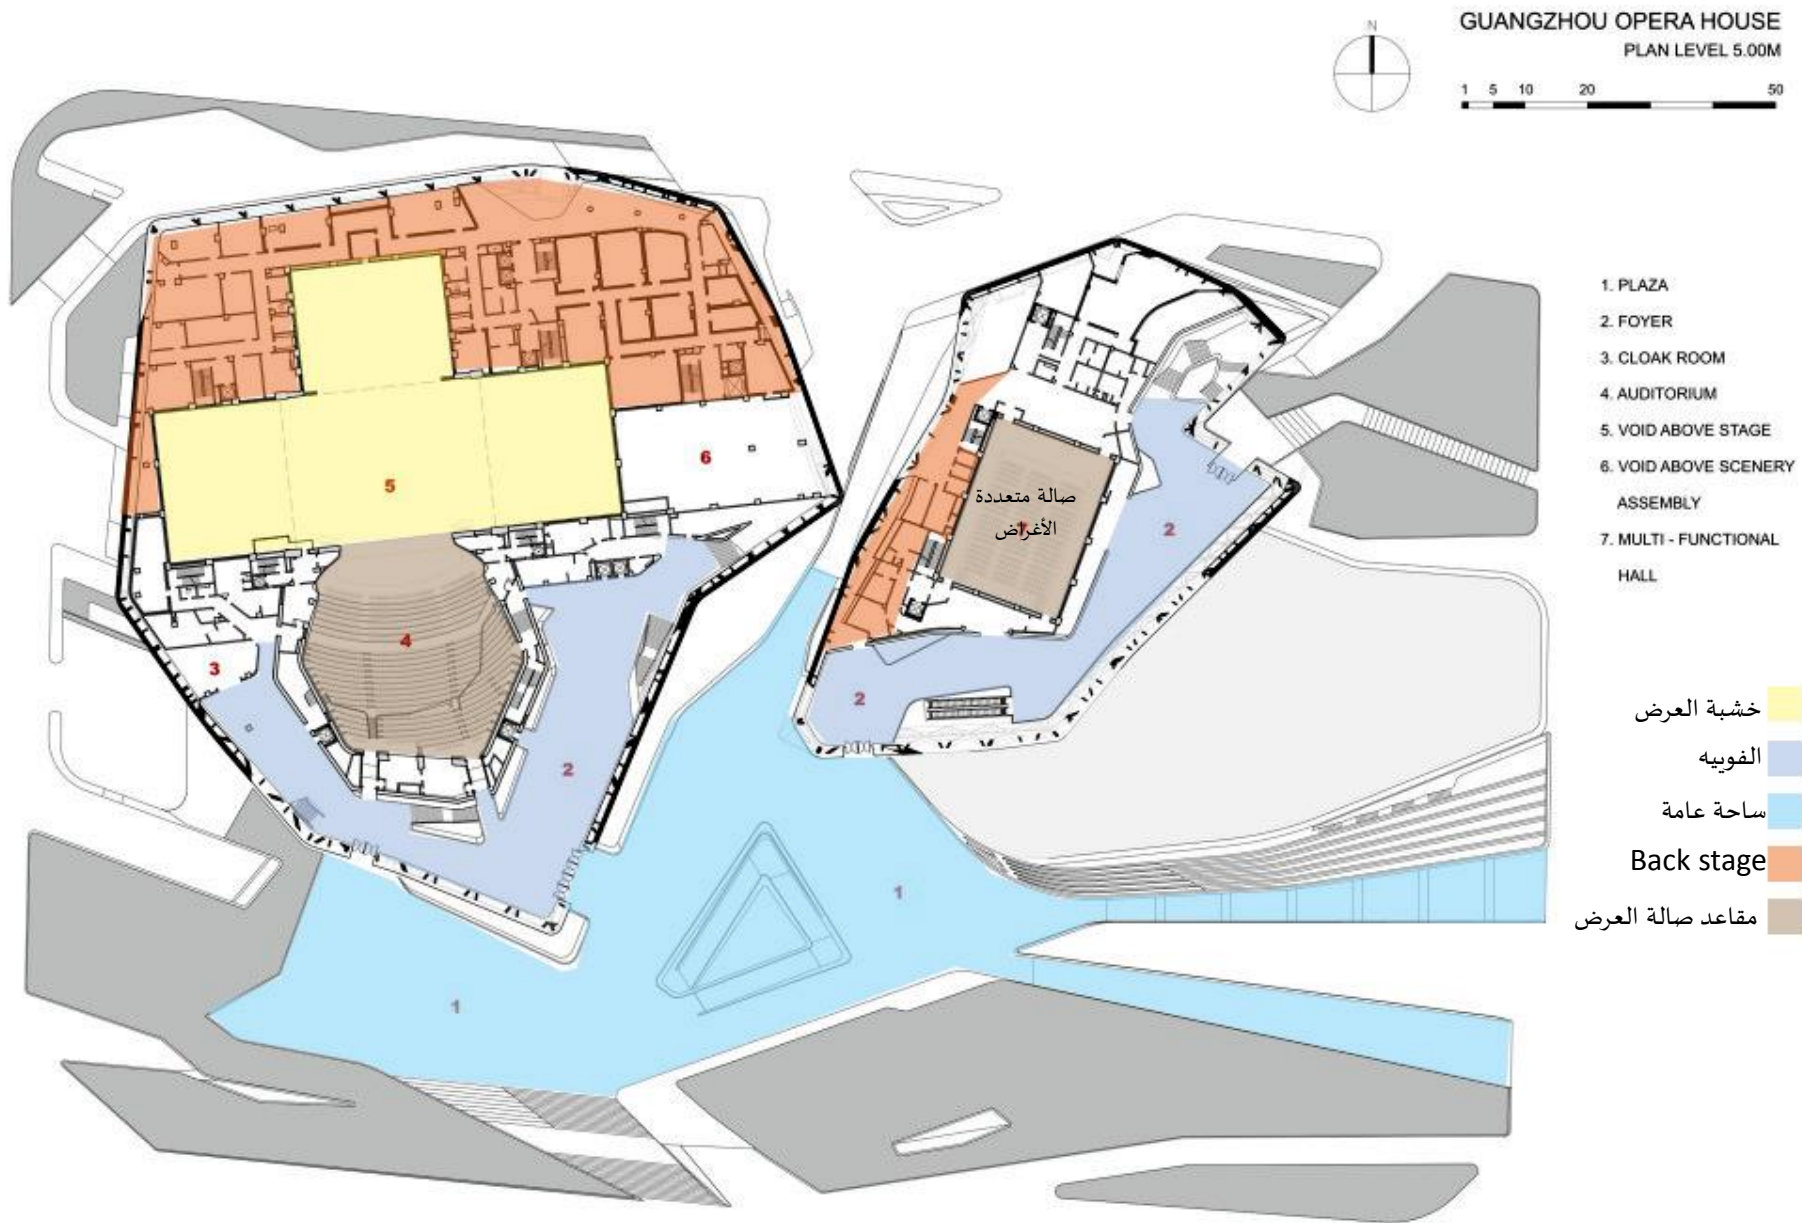 GUANGZHOU OPERA HOUSE
PLAN LEVEL 5.00M
N
1 5 10 20 50
1. PLAZA
2. FOYER
3. CLOAK ROOM
4. AUDITORIUM
5. VOID ABOVE STAGE
6. VOID ABOVE SCENERY
ASSEMBLY
7. MULTI - FUNCTIONAL
HALL
6
5
صالة متعددة
الأغراض
7
2
4
3
2
2
1
1
خشبة العرض
الفوييه
ساحة عامة
Back stage
مقاعد صالة العرض